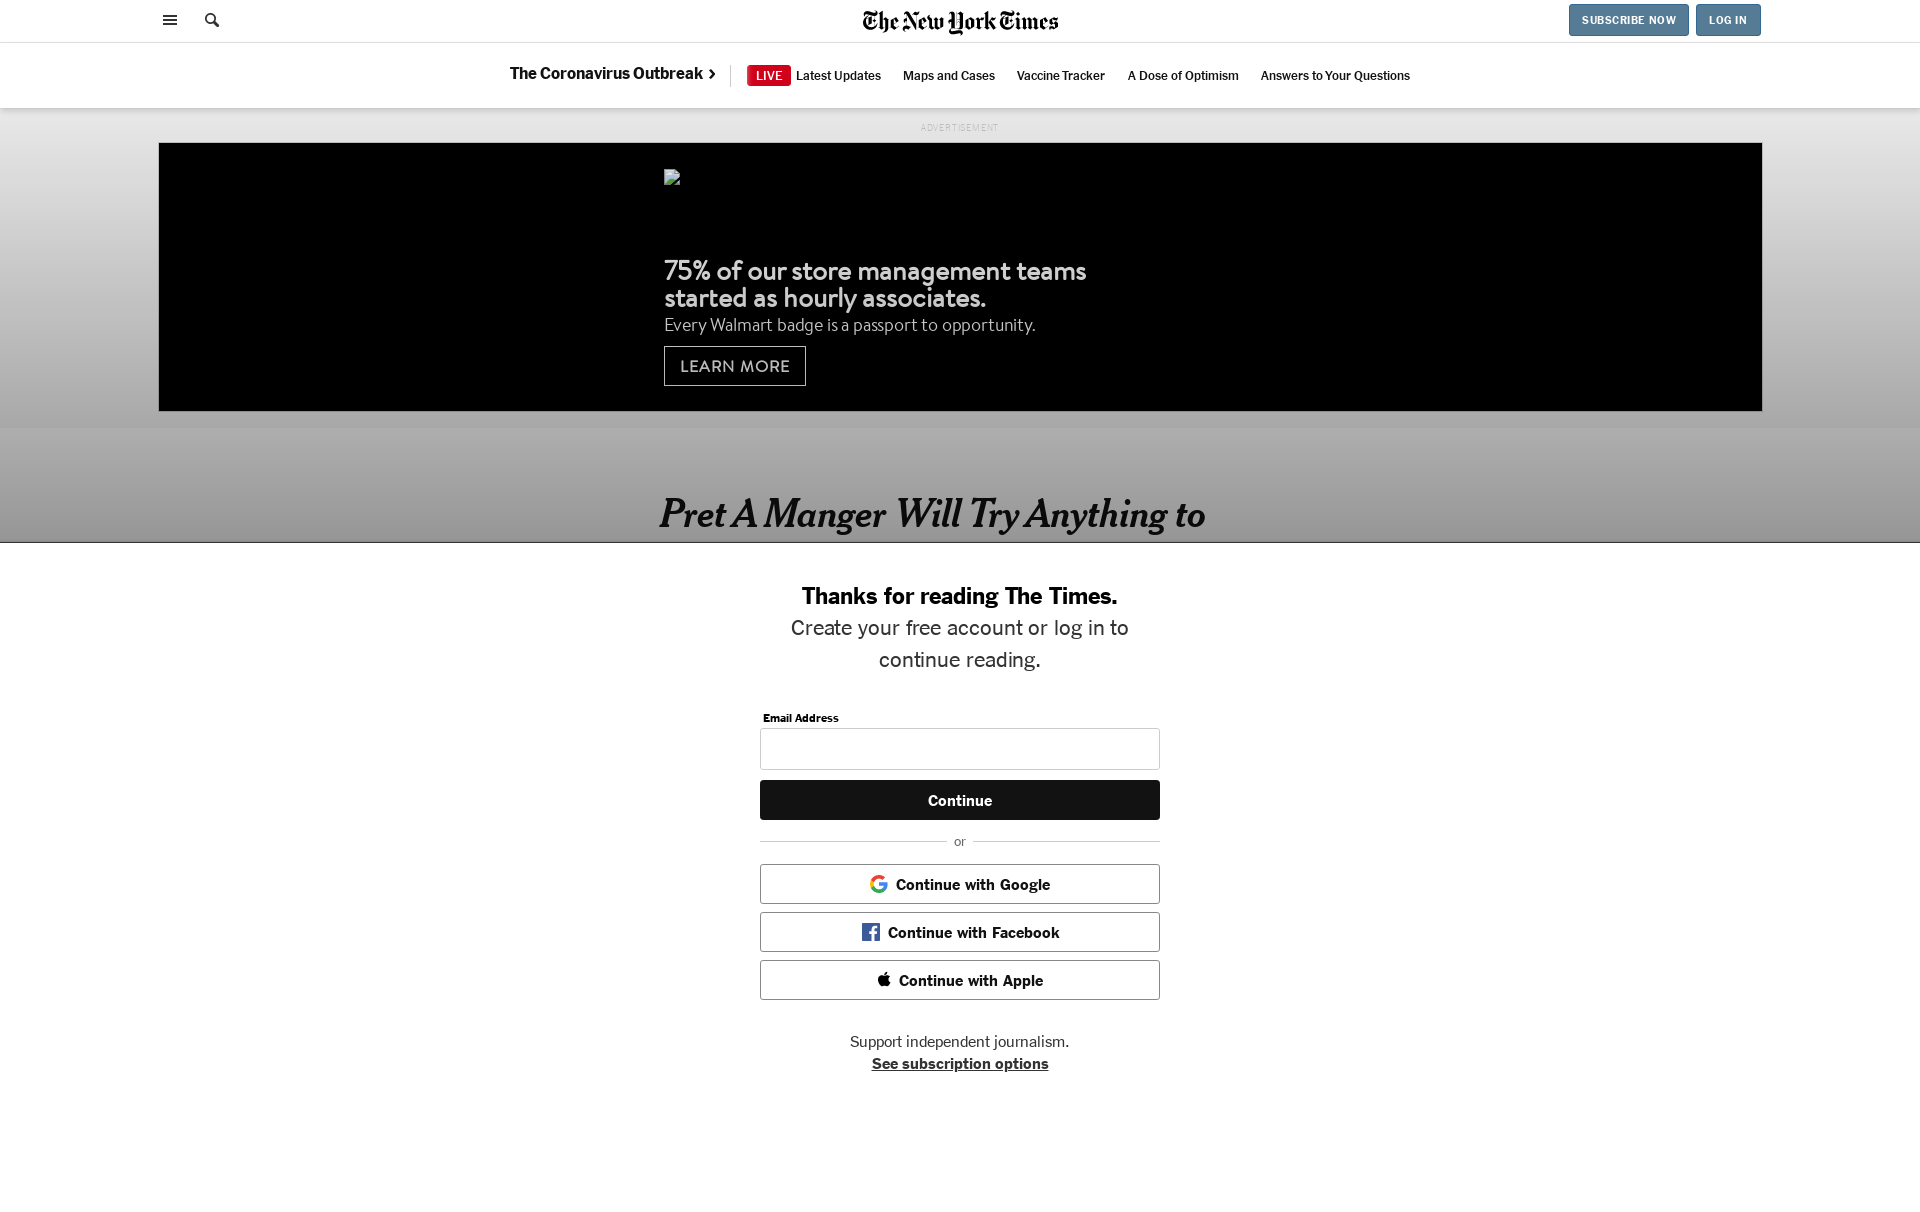 The New York Times
SUBSCRIBE NOW
LOG IN
The Coronavirus Outbreak
LIVE Latest Updates
Maps and Cases
Vaccine Tracker
A Dose of Optimism
Answers to Your Questions
ADVERTISEMENT
75% of our store management teams
started as hourly associates.
Every Walmart badge is a passport to opportunity.
LEARN MORE
Pret A Manger Will Try Anything to
Thanks for reading The Times.
Create your free account or log in to
continue reading.
Email Address
Continue
or
Continue with Google
Continue with Facebook
Continue with Apple
Support independent journalism.
See subscription options